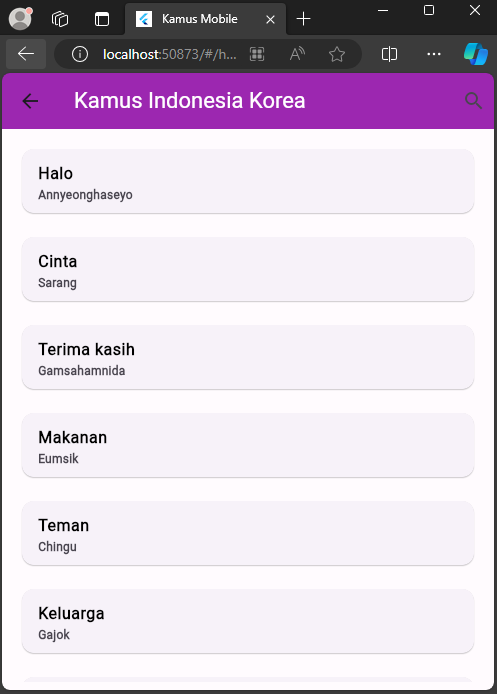 Kamus Mobile
localhost:50873/#/h...
Kamus Indonesia Korea
Halo
Annyeonghaseyo
Cinta
Sarang
Terima kasih
Gamsahamnida
Makanan
Eumsik
Teman
Chingu
Keluarga
Gajok